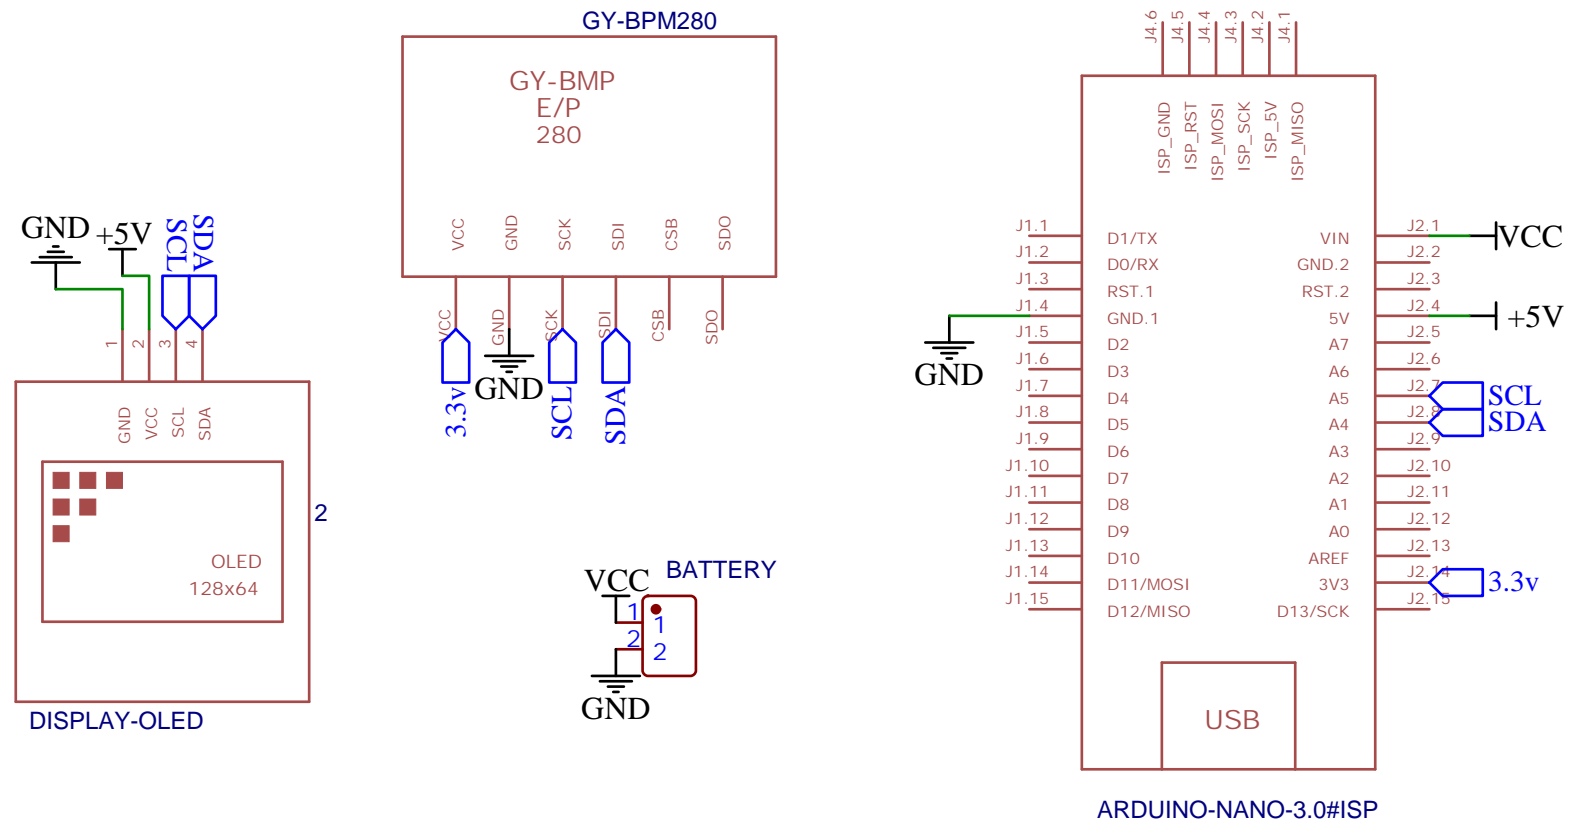 GY-BPM280
GY-BMP
E/P
280
VCC
GND
SCK
SDI
CSB
SDO
VCC
GND
SCK
SDI
CSB
SDO
3.3v
GND
SCL
SDA
GND
+5V
SCL
SDA
1
2
3
4
GND
VCC
SCL
SDA
OLED
128x64
2
DISPLAY-OLED
BATTERY
VCC
1
1
2
2
GND
J4.6
J4.5
J4.4
J4.3
J4.2
J4.1
ISP_GND
ISP_RST
ISP_MOSI
ISP_SCK
ISP_5V
ISP_MISO
J1.1 D1/TX
J1.2 D0/RX
J1.3 RST.1
J1.4 GND.1
J1.5 D2
J1.6 D3
J1.7 D4
J1.8 D5
J1.9 D6
J1.10 D7
J1.11 D8
J1.12 D9
J1.13 D10
J1.14 D11/MOSI
J1.15 D12/MISO
GND
VIN J2.1 VCC
GND.2 J2.2
RST.2 J2.3
5V J2.4 +5V
A7 J2.5
A6 J2.6
A5 J2.7 SCL
A4 J2.8 SDA
A3 J2.9
A2 J2.10
A1 J2.11
A0 J2.12
AREF J2.13
3V3 J2.14 3.3v
D13/SCK J2.15
USB
ARDUINO-NANO-3.0#ISP